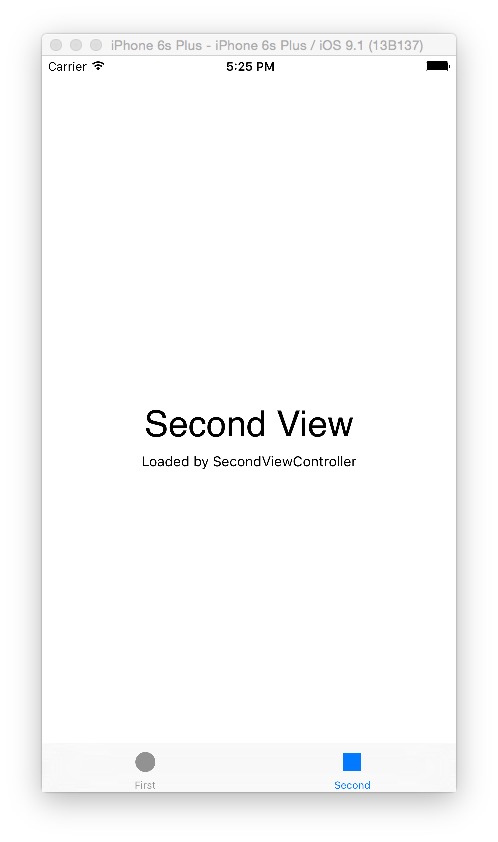 iPhone 6s Plus - iPhone 6s Plus / iOS 9.1 (13B137)
Carrier 5:25 PM
Second View
Loaded by SecondViewController
First Second